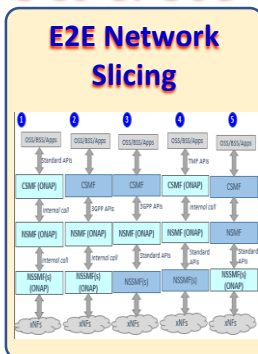 E2E Network
Slicing
1 2 3 4 5
OSS/BSS/Apps OSS/BSS/Apps OSS/BSS/Apps OSS/BSS/Apps OSS/BSS/Apps
Standard APIs TMF APIs
CSMF (ONAP) CSMF CSMF CSMF (ONAP) CSMF
Internal call 3GPP APIs 3GPP APIs Internal call
NSMF (ONAP) NSMF (ONAP) NSMF (ONAP) NSMF (ONAP) NSMF
Internal call Internal call Standard APIs Standard APIs Standard APIs
NSSMF(s) (ONAP) NSSMF(s) (ONAP) NSSMF(s) NSSMF(s) NSSMF(s) (ONAP)
xNFs xNFs xNFs xNFs xNFs